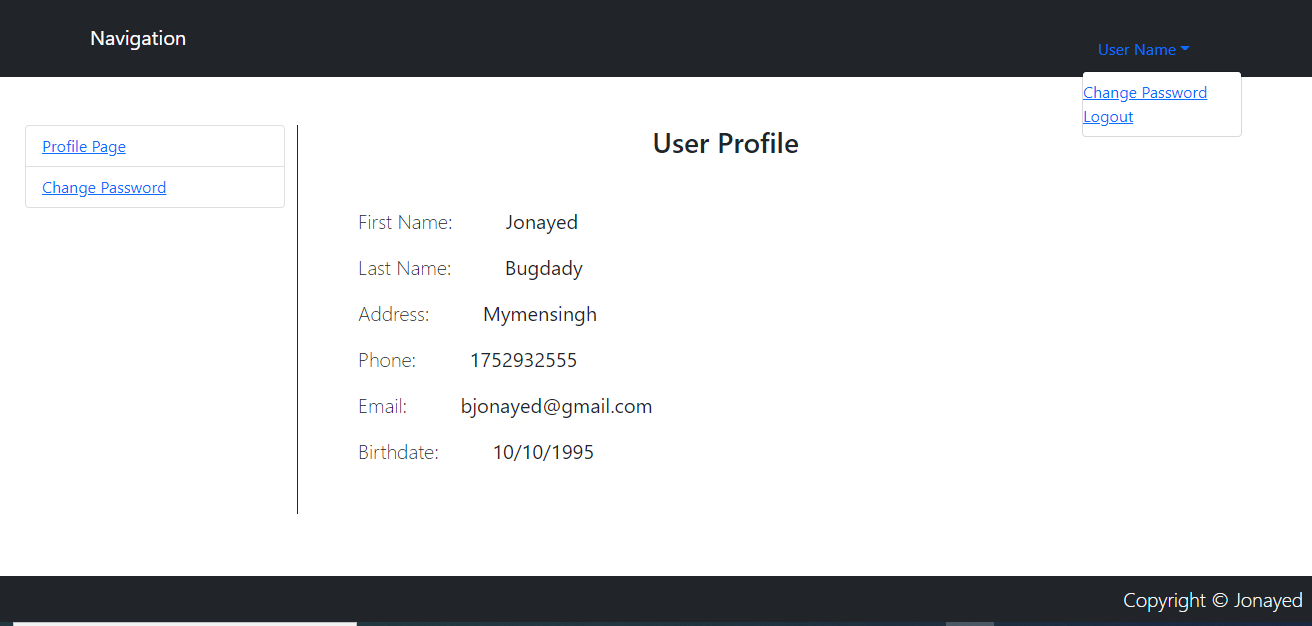 Navigation
User Name
Change Password
Logout
Profile Page
Change Password
User Profile
First Name: Jonayed
Last Name: Bugdady
Address: Mymensingh
Phone: 1752932555
Email: bjonayed@gmail.com
Birthdate: 10/10/1995
Copyright © Jonayed